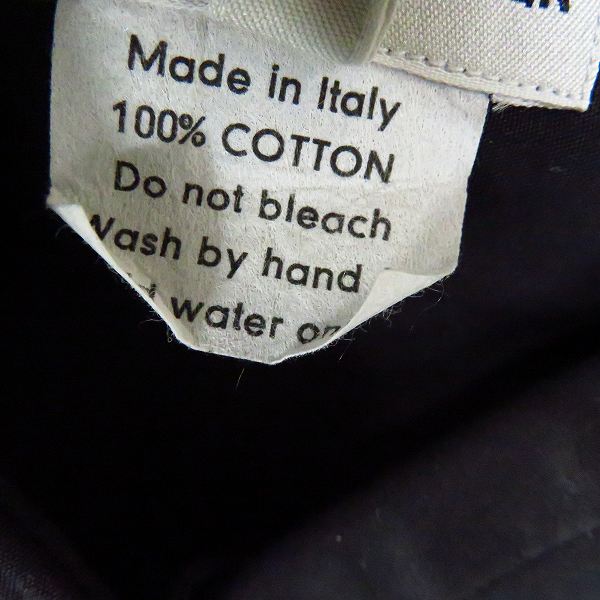 Made in Italy
100% COTTON
Do not bleach
Wash by hand
water